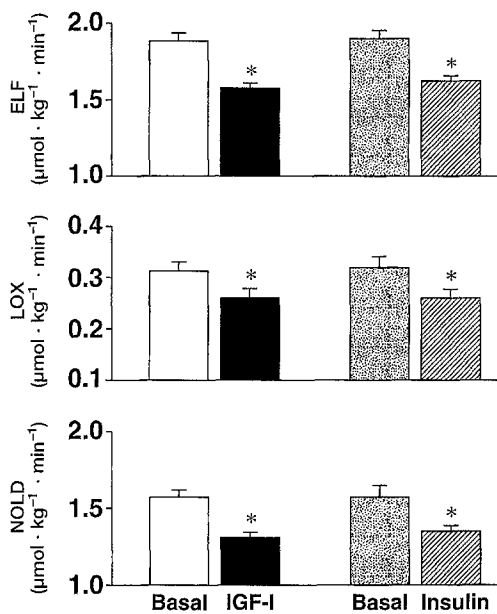 ELF
(µmol · kg⁻¹ · min⁻¹)
2.0
1.5
1.0
*
*
LOX
(µmol · kg⁻¹ · min⁻¹)
0.4
0.3
0.2
0.1
*
*
NOLD
(µmol · kg⁻¹ · min⁻¹)
2.0
1.5
1.0
*
*
Basal IGF-I Basal Insulin